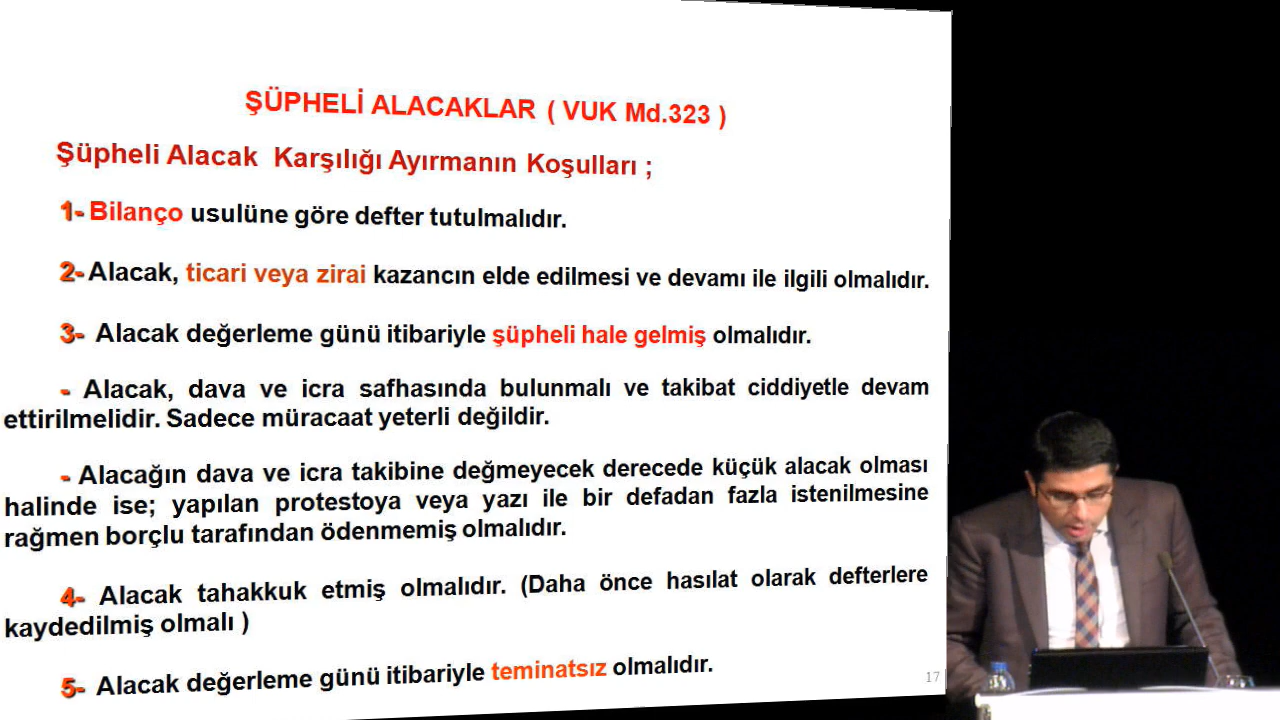 ŞÜPHELİ ALACAKLAR ( VUK Md.323 )
Şüpheli Alacak Karşılığı Ayırmanın Koşulları ;
1- Bilanço usulüne göre defter tutulmalıdır.
2- Alacak, ticari veya zirai kazancın elde edilmesi ve devamı ile ilgili olmalıdır.
3- Alacak değerleme günü itibariyle şüpheli hale gelmiş olmalıdır.
- Alacak, dava ve icra safhasında bulunmalı ve takibat ciddiyetle devam
ettirilmelidir. Sadece müracaat yeterli değildir.
- Alacağın dava ve icra takibine değmeyecek derecede küçük alacak olması
halinde ise; yapılan protestoya veya yazı ile bir defadan fazla istenilmesine
rağmen borçlu tarafından ödenmemiş olmalıdır.
4- Alacak tahakkuk etmiş olmalıdır. (Daha önce hasılat olarak defterlere
kaydedilmiş olmalı )
5- Alacak değerleme günü itibariyle teminatsız olmalıdır.
17